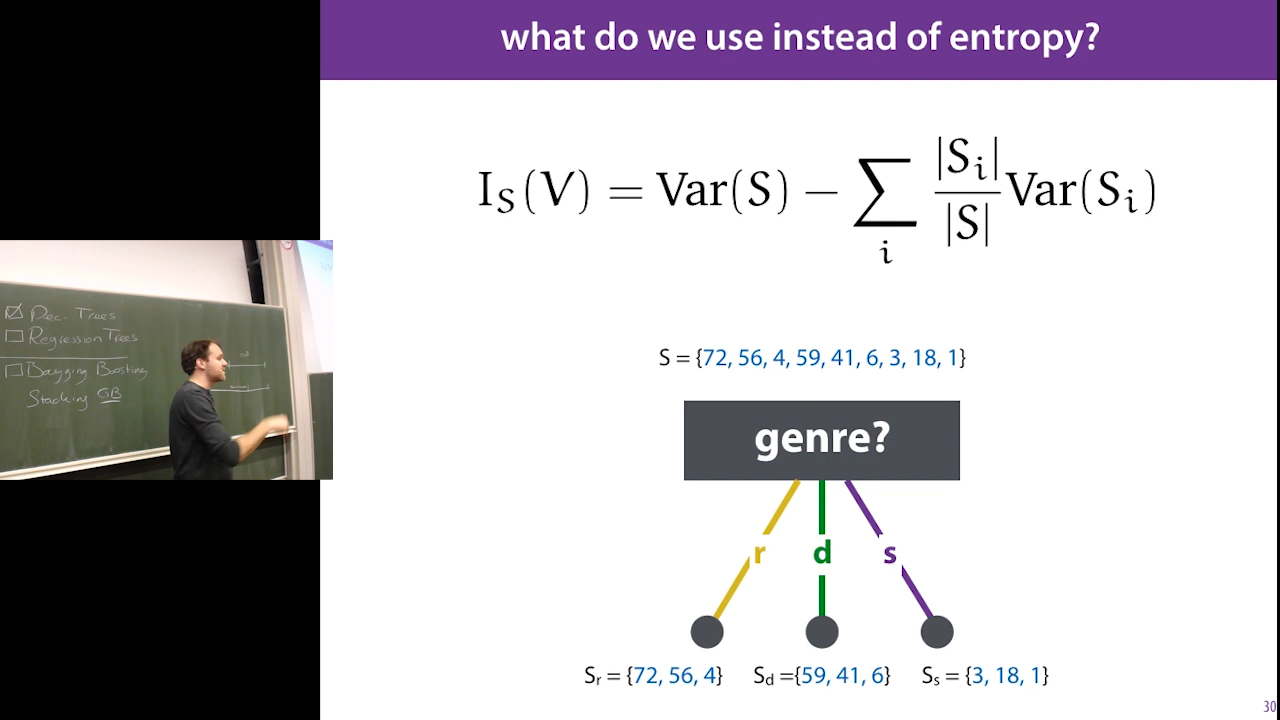 what do we use instead of entropy?
I_S(V) = Var(S) − ∑_i |S_i|/|S| Var(S_i)
S = {72, 56, 4, 59, 41, 6, 3, 18, 1}
genre?
r d s
S_r = {72, 56, 4} S_d ={59, 41, 6} S_s = {3, 18, 1}
30
Dec. Trees
Regression Trees
Bagging Boosting
Stacking GB